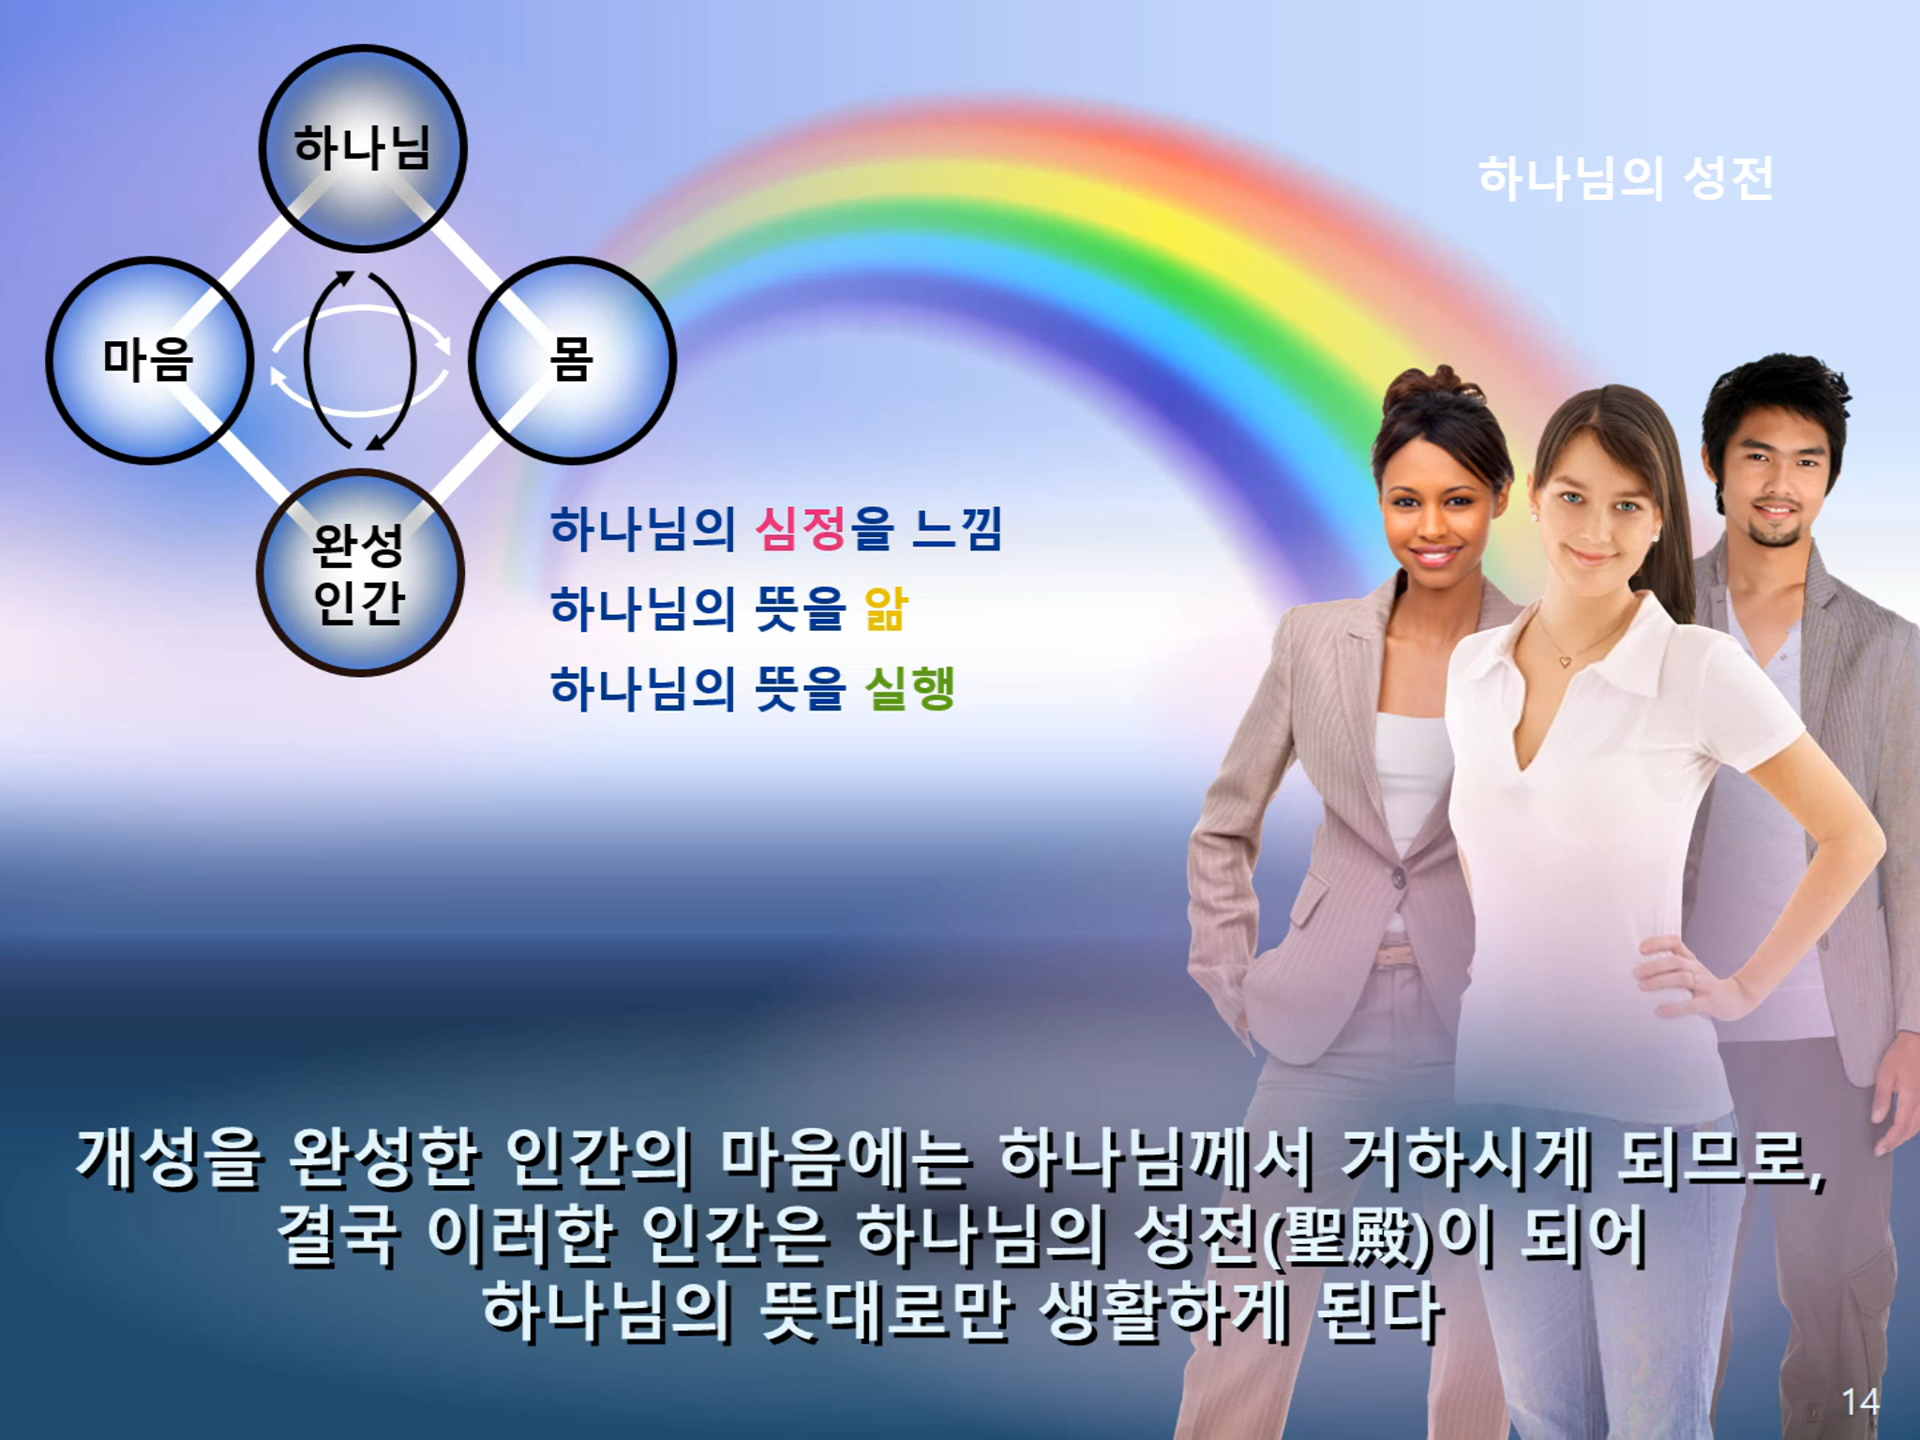 하나님
하나님의 성전
마음
몸
완성
인간
하나님의 심정을 느낌
하나님의 뜻을 앎
하나님의 뜻을 실행
개성을 완성한 인간의 마음에는 하나님께서 거하시게 되므로,
결국 이러한 인간은 하나님의 성전(聖殿)이 되어
하나님의 뜻대로만 생활하게 된다
14